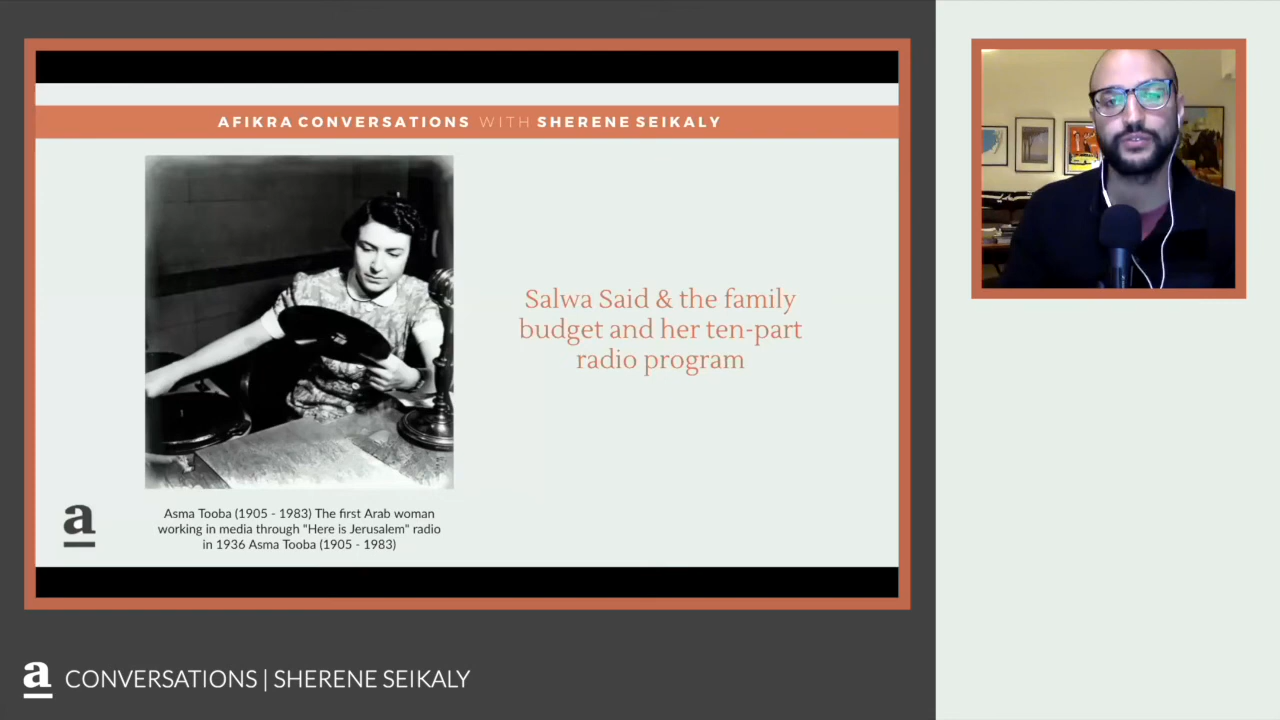 AFIKRA CONVERSATIONS WITH SHERENE SEIKALY
Salwa Said & the family
budget and her ten-part
radio program
Asma Tooba (1905 - 1983) The first Arab woman
working in media through "Here is Jerusalem" radio
in 1936 Asma Tooba (1905 - 1983)
a
a CONVERSATIONS | SHERENE SEIKALY